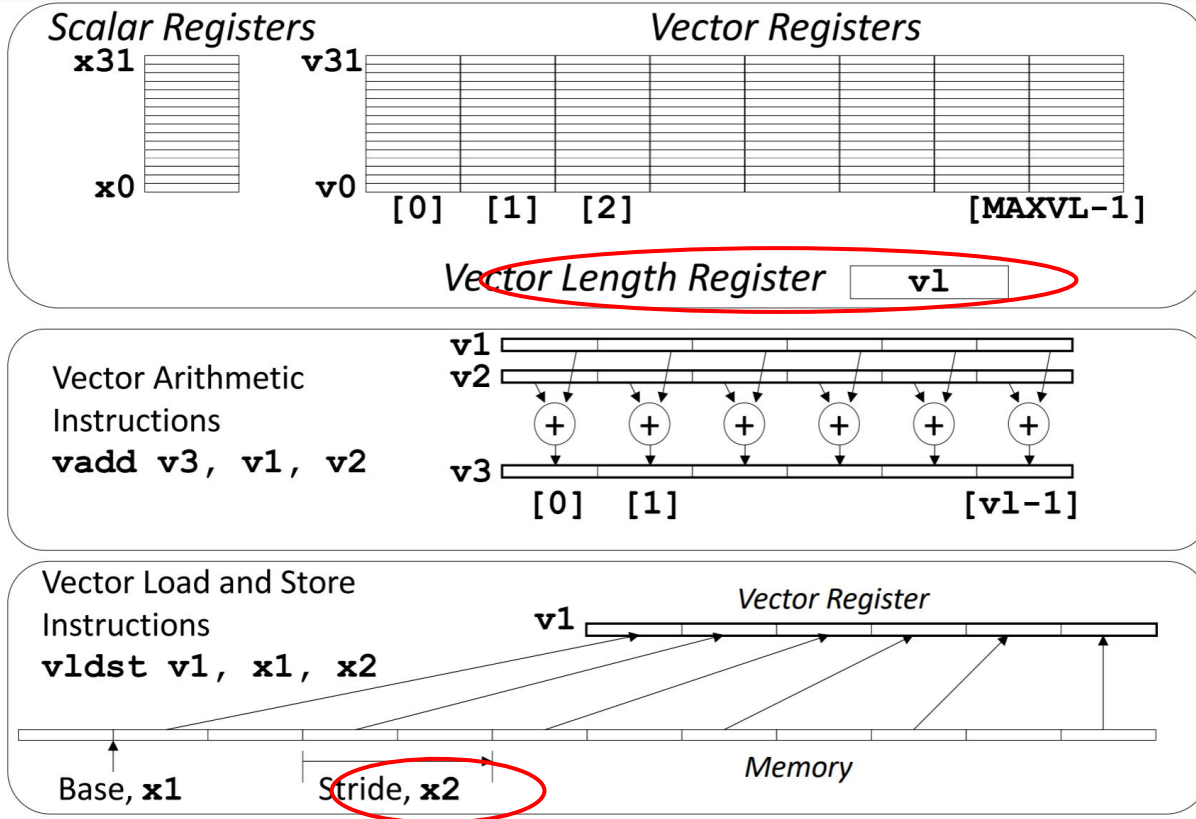 Scalar Registers Vector Registers
x31 v31
x0 v0
[0] [1] [2] [MAXVL-1]
Vector Length Register vl
v1
Vector Arithmetic v2
Instructions + + + + + +
vadd v3, v1, v2 v3
[0] [1] [vl-1]
Vector Load and Store Vector Register
Instructions v1
vldst v1, x1, x2
Base, x1 Stride, x2 Memory